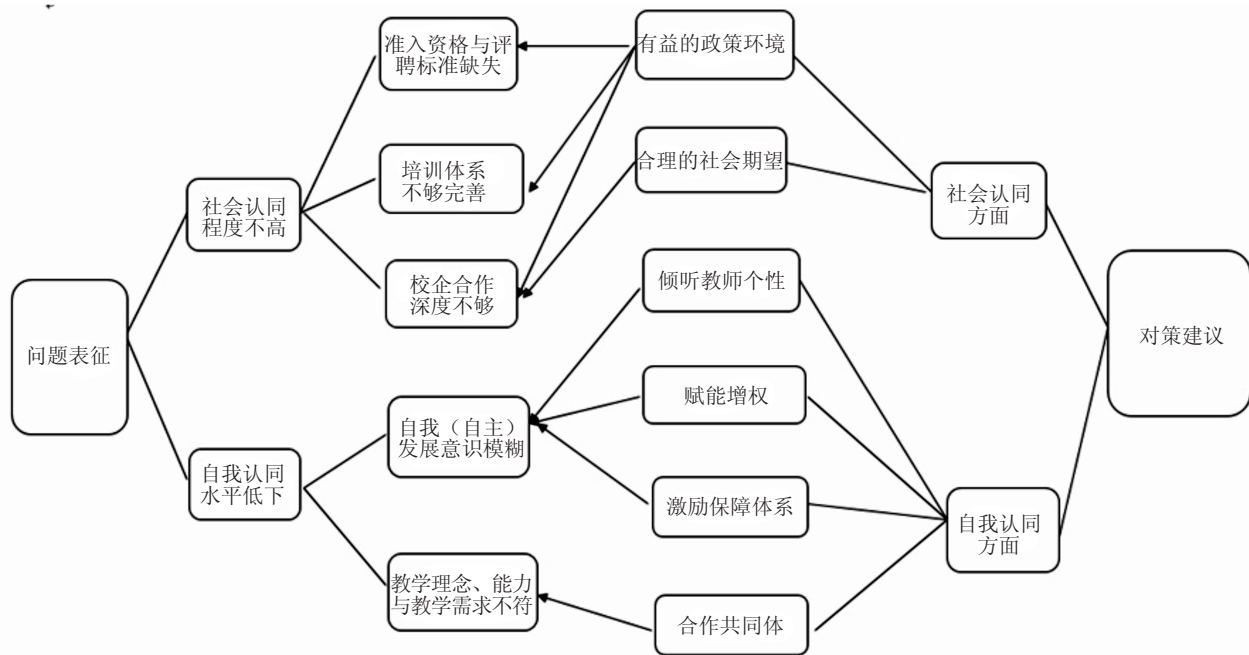 准入资格与评
聘标准缺失
有益的政策环境
培训体系
不够完善
合理的社会期望
社会认同
程度不高
社会认同
方面
校企合作
深度不够
倾听教师个性
问题表征
对策建议
赋能增权
自我（自主）
发展意识模糊
自我认同
水平低下
激励保障体系
自我认同
方面
教学理念、能力
与教学需求不符
合作共同体